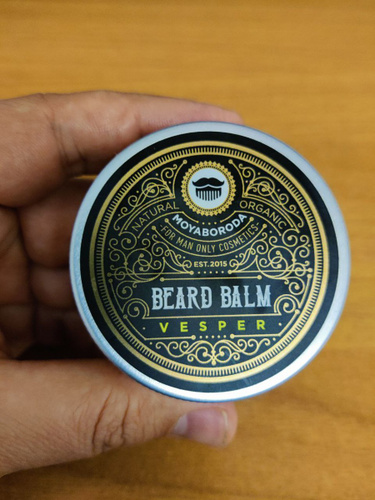 NATURAL ORGANIC
MOYABORODA
-FOR MAN ONLY COSMETICS-
EST. 2015
BEARD BALM
· VESPER ·